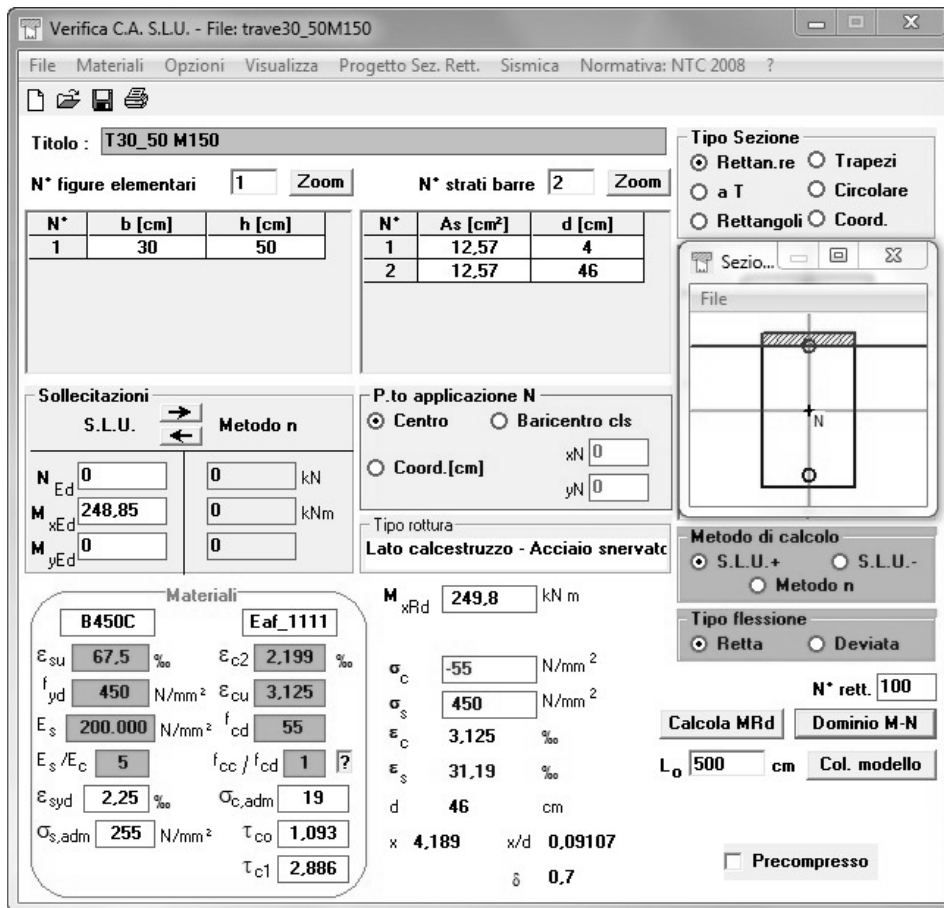 Verifica C.A. S.L.U. - File: trave30_50M150
File Materiali Opzioni Visualizza Progetto Sez. Rett. Sismica Normativa: NTC 2008 ?
Titolo : T30_50 M150
N° figure elementari 1 Zoom N° strati barre 2 Zoom
N° b [cm] h [cm]
1 30 50
N° As [cm²] d [cm]
1 12,57 4
2 12,57 46
Tipo Sezione
Rettan.re Trapezi
a T Circolare
Rettangoli Coord.
Sezio...
File
N
Sollecitazioni
S.L.U. Metodo n
N Ed 0 0 kN
M xEd 248,85 0 kNm
M yEd 0 0
P.to applicazione N
Centro Baricentro cls
Coord.[cm] xN 0
yN 0
Tipo rottura
Lato calcestruzzo - Acciaio snervato
Metodo di calcolo
S.L.U.+ S.L.U.-
Metodo n
Tipo flessione
Retta Deviata
Materiali
B450C Eaf_1111
εsu 67,5 ‰ εc2 2,199 ‰
fyd 450 N/mm² εcu 3,125
Es 200.000 N/mm² fcd 55
Es/Ec 5 fcc / fcd 1 ?
εsyd 2,25 ‰ σc,adm 19
σs,adm 255 N/mm² τco 1,093
τc1 2,886
M xRd 249,8 kN m
σc -55 N/mm²
σs 450 N/mm²
εc 3,125 ‰
εs 31,19 ‰
d 46 cm
x 4,189 x/d 0,09107
δ 0,7
N° rett. 100
Calcola MRd Dominio M-N
Lo 500 cm Col. modello
Precompresso